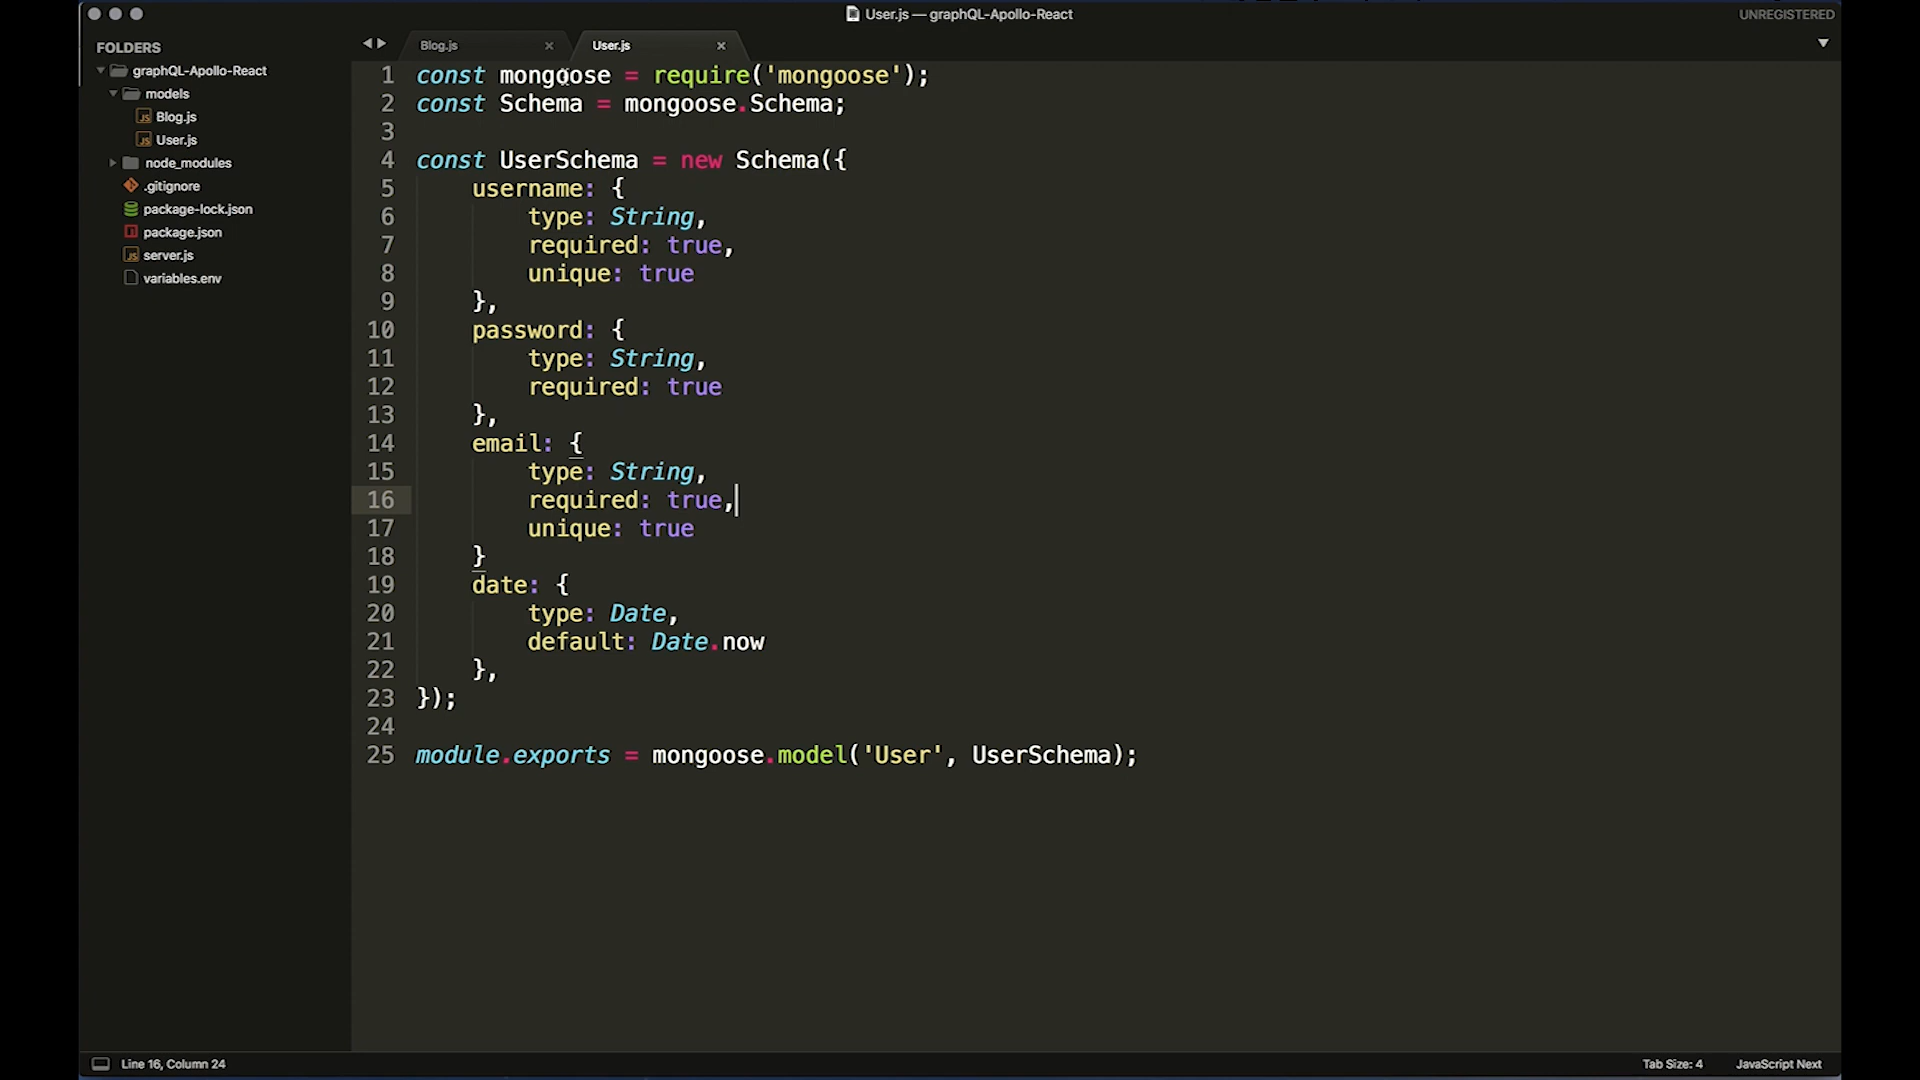 User.js — graphQL-Apollo-React
UNREGISTERED
FOLDERS
graphQL-Apollo-React
models
Blog.js
User.js
node_modules
.gitignore
package-lock.json
package.json
server.js
variables.env
Blog.js
User.js
1 const mongoose = require('mongoose');
2 const Schema = mongoose.Schema;
3
4 const UserSchema = new Schema({
5 username: {
6 type: String,
7 required: true,
8 unique: true
9 },
10 password: {
11 type: String,
12 required: true
13 },
14 email: {
15 type: String,
16 required: true,
17 unique: true
18 }
19 date: {
20 type: Date,
21 default: Date.now
22 },
23 });
24
25 module.exports = mongoose.model('User', UserSchema);
Line 16, Column 24
Tab Size: 4
JavaScript Next